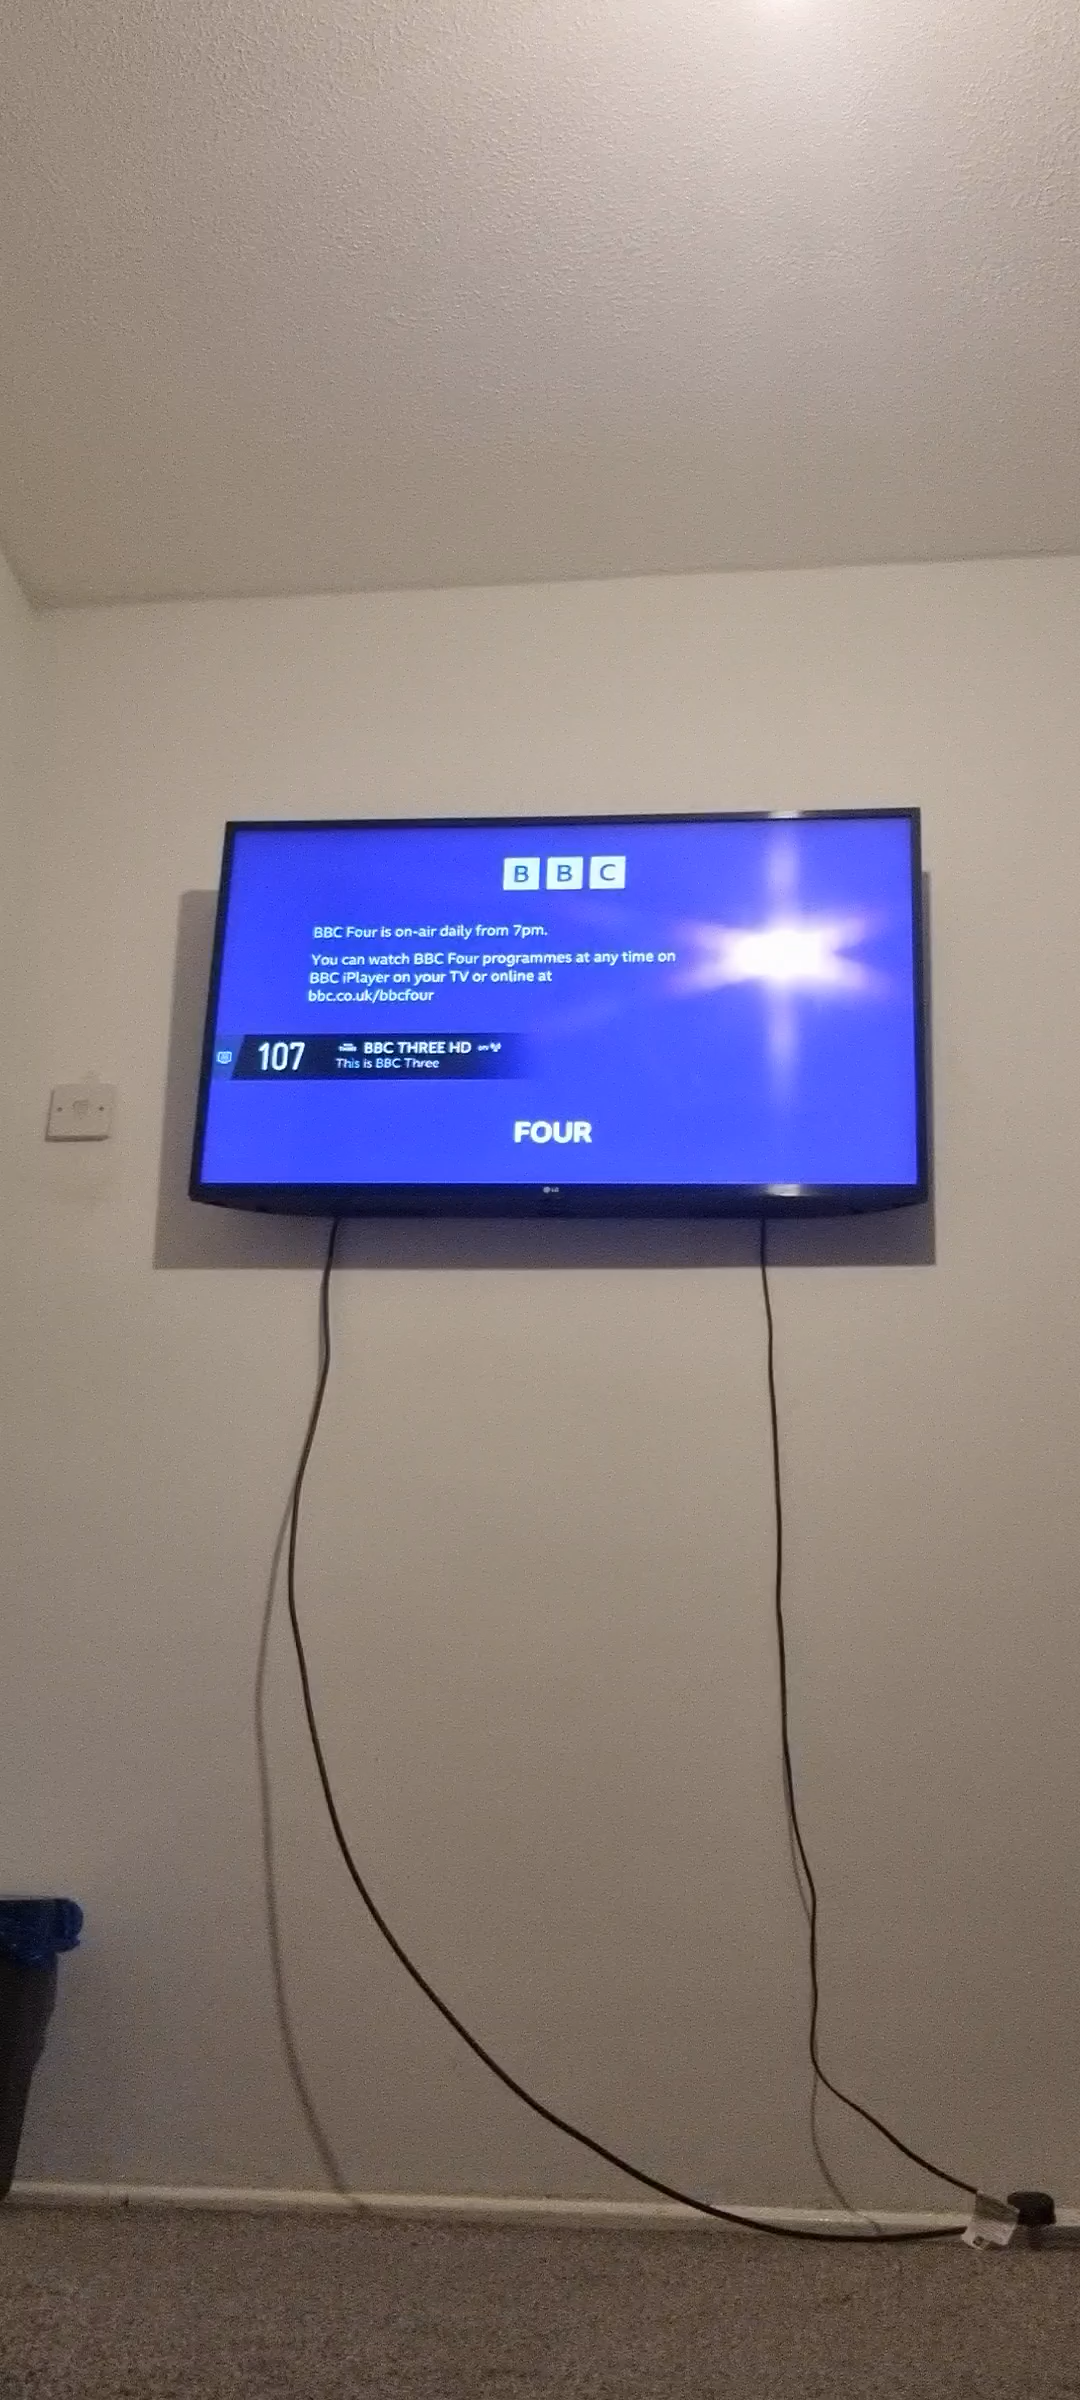 B B C
BBC Four is on-air daily from 7pm.
You can watch BBC Four programmes at any time on
BBC iPlayer on your TV or online at
bbc.co.uk/bbcfour
107 BBC THREE HD
This is BBC Three
FOUR
LG